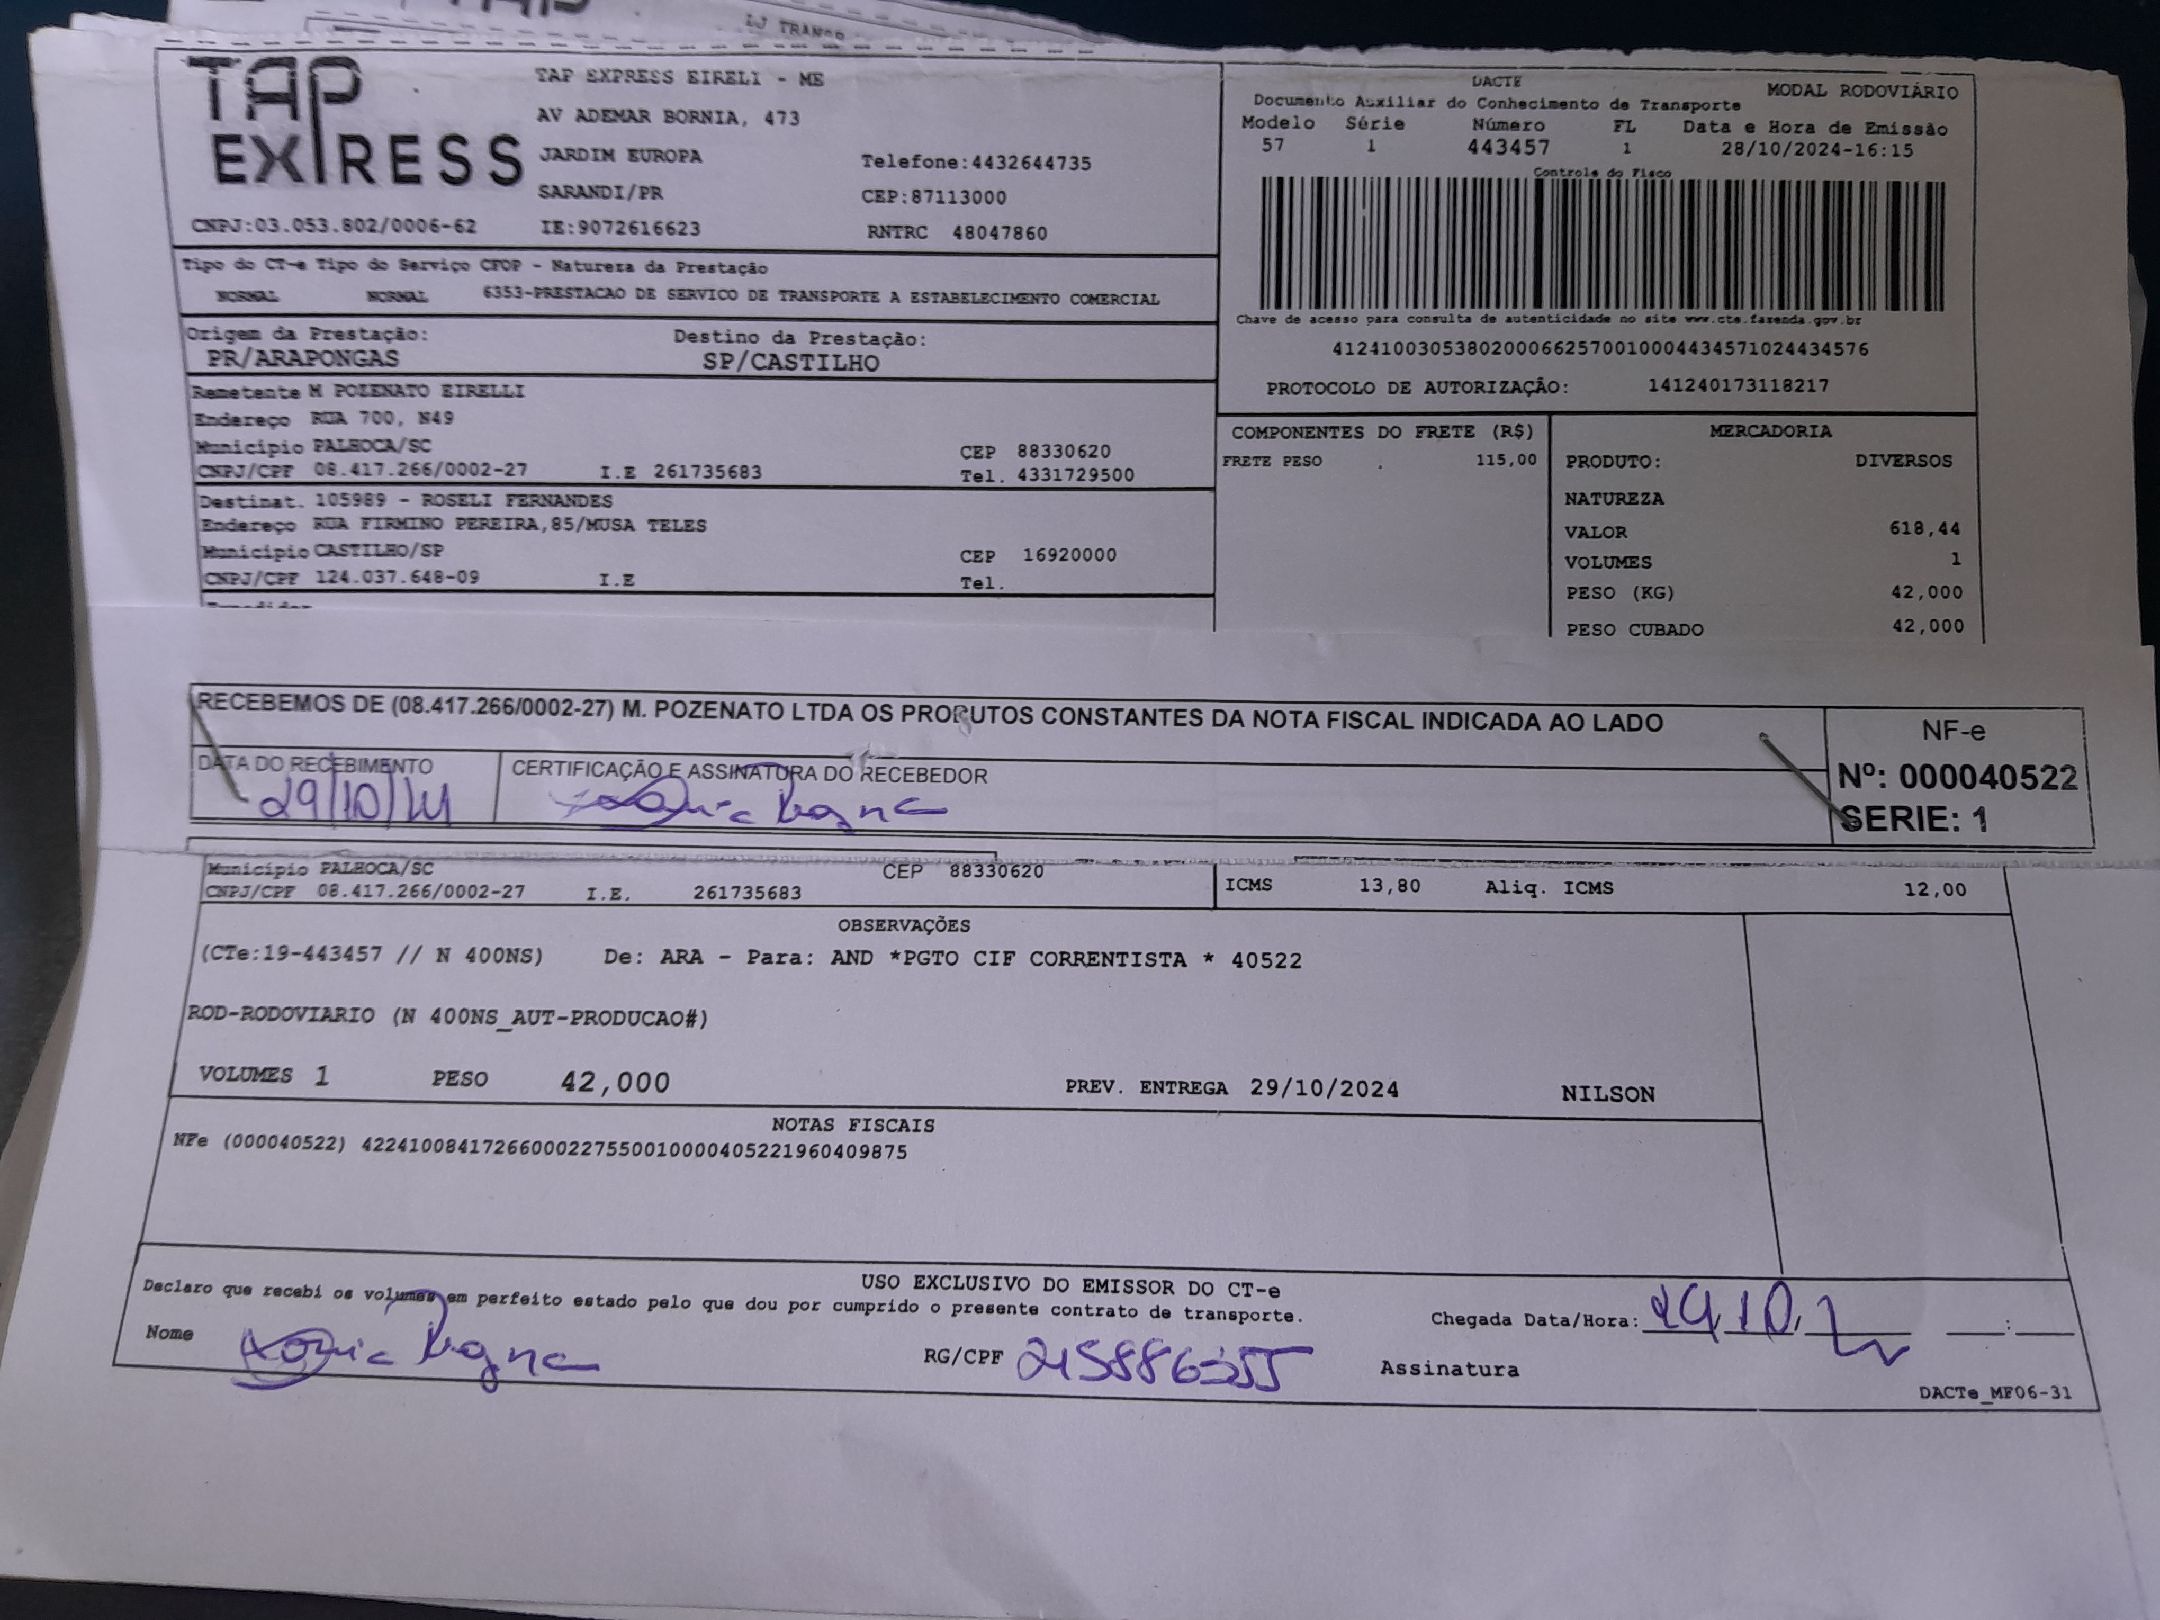 LJ TRANSP
TAP EXPRESS
TAP EXPRESS EIRELI - ME
AV ADEMAR BORNIA, 473
JARDIM EUROPA
Telefone:4432644735
SARANDI/PR
CEP:87113000
CNPJ:03.053.802/0006-62 IE:9072616623 RNTRC 48047860
DACTE
MODAL RODOVIÁRIO
Documento Auxiliar do Conhecimento de Transporte
Modelo Série Número FL Data e Hora de Emissão
57 1 443457 1 28/10/2024-16:15
Controle do Fisco
Chave de acesso para consulta de autenticidade no site www.cte.fazenda.gov.br
41241003053802000662570010004434571024434576
PROTOCOLO DE AUTORIZAÇÃO: 141240173118217
Tipo do CT-e Tipo do Serviço CFOP - Natureza da Prestação
NORMAL NORMAL 6353-PRESTACAO DE SERVICO DE TRANSPORTE A ESTABELECIMENTO COMERCIAL
Origem da Prestação: Destino da Prestação:
PR/ARAPONGAS SP/CASTILHO
Remetente M POZENATO EIRELLI
Endereço RUA 700, N49
Município PALHOCA/SC CEP 88330620
CNPJ/CPF 08.417.266/0002-27 I.E 261735683 Tel. 4331729500
Destinat. 105989 - ROSELI FERNANDES
Endereço RUA FIRMINO PEREIRA,85/MUSA TELES
Município CASTILHO/SP CEP 16920000
CNPJ/CPF 124.037.648-09 I.E Tel.
COMPONENTES DO FRETE (R$)
FRETE PESO 115,00
MERCADORIA
PRODUTO: DIVERSOS
NATUREZA
VALOR 618,44
VOLUMES 1
PESO (KG) 42,000
PESO CUBADO 42,000
RECEBEMOS DE (08.417.266/0002-27) M. POZENATO LTDA OS PRODUTOS CONSTANTES DA NOTA FISCAL INDICADA AO LADO
DATA DO RECEBIMENTO CERTIFICAÇÃO E ASSINATURA DO RECEBEDOR
29/10/24
NF-e
Nº: 000040522
SERIE: 1
Município PALHOCA/SC CEP 88330620
CNPJ/CPF 08.417.266/0002-27 I.E. 261735683
ICMS 13,80 Aliq. ICMS 12,00
OBSERVAÇÕES
(CTe:19-443457 // N 400NS) De: ARA - Para: AND *PGTO CIF CORRENTISTA * 40522
ROD-RODOVIARIO (N 400NS_AUT-PRODUCAO#)
VOLUMES 1 PESO 42,000 PREV. ENTREGA 29/10/2024 NILSON
NOTAS FISCAIS
NFe (000040522) 42241008417266000227550010000405221960409875
USO EXCLUSIVO DO EMISSOR DO CT-e
Declaro que recebi os volumes em perfeito estado pelo que dou por cumprido o presente contrato de transporte.
Chegada Data/Hora: 29/10/ :
Nome RG/CPF Assinatura
DACTe_MF06-31